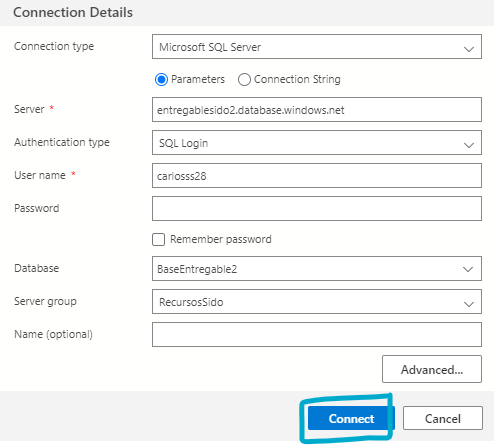 Connection Details
Connection type Microsoft SQL Server
Parameters Connection String
Server * entregablesido2.database.windows.net
Authentication type SQL Login
User name * carlosss28
Password
Remember password
Database BaseEntregable2
Server group RecursosSido
Name (optional)
Advanced...
Connect Cancel